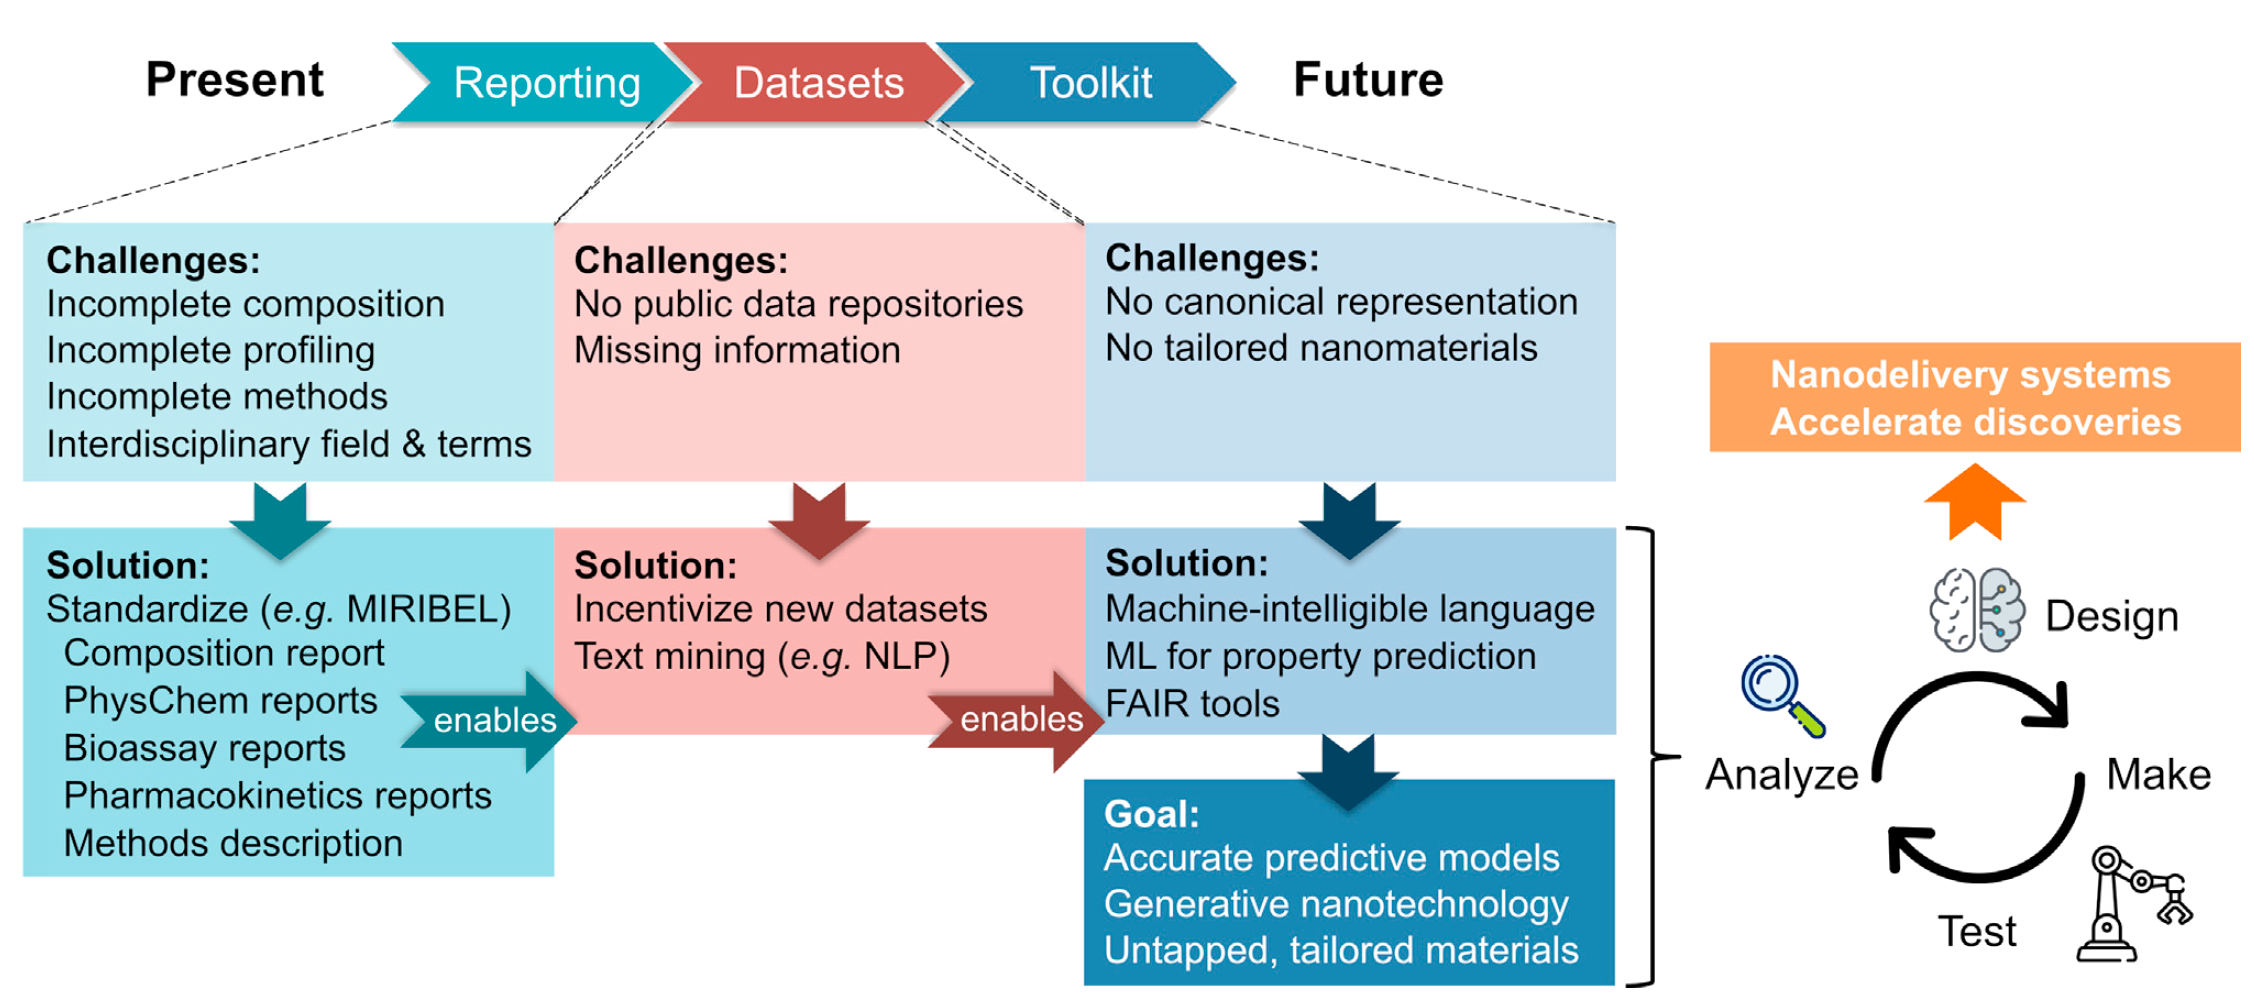 Present
Reporting
Datasets
Toolkit
Future
Challenges:
Incomplete composition
Incomplete profiling
Incomplete methods
Interdisciplinary field & terms
Challenges:
No public data repositories
Missing information
Challenges:
No canonical representation
No tailored nanomaterials
Solution:
Standardize (e.g. MIRIBEL)
Composition report
PhysChem reports
Bioassay reports
Pharmacokinetics reports
Methods description
enables
Solution:
Incentivize new datasets
Text mining (e.g. NLP)
enables
Solution:
Machine-intelligible language
ML for property prediction
FAIR tools
Goal:
Accurate predictive models
Generative nanotechnology
Untapped, tailored materials
Nanodelivery systems
Accelerate discoveries
Design
Analyze
Make
Test